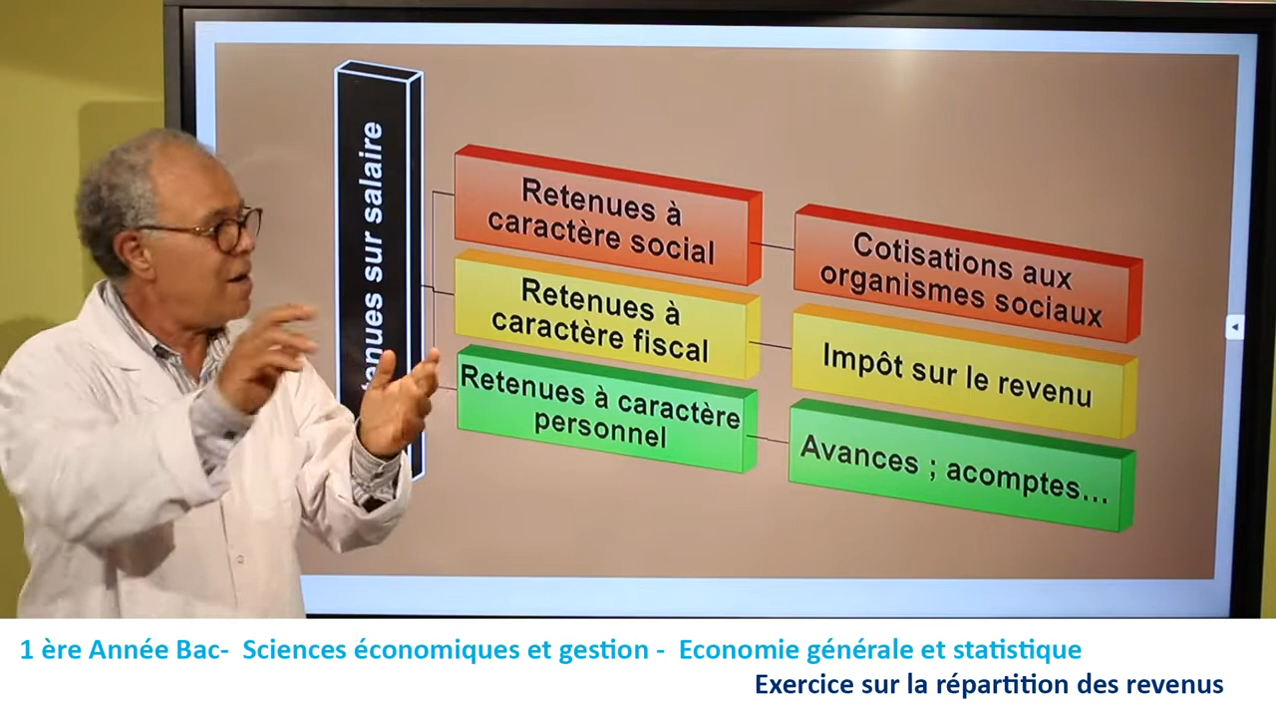 sur salaire
Retenues à
caractère social
Cotisations aux
organismes sociaux
Retenues à
caractère fiscal
Impôt sur le revenu
Retenues à caractère
personnel
Avances ; acomptes...
1 ère Année Bac- Sciences économiques et gestion - Economie générale et statistique
Exercice sur la répartition des revenus